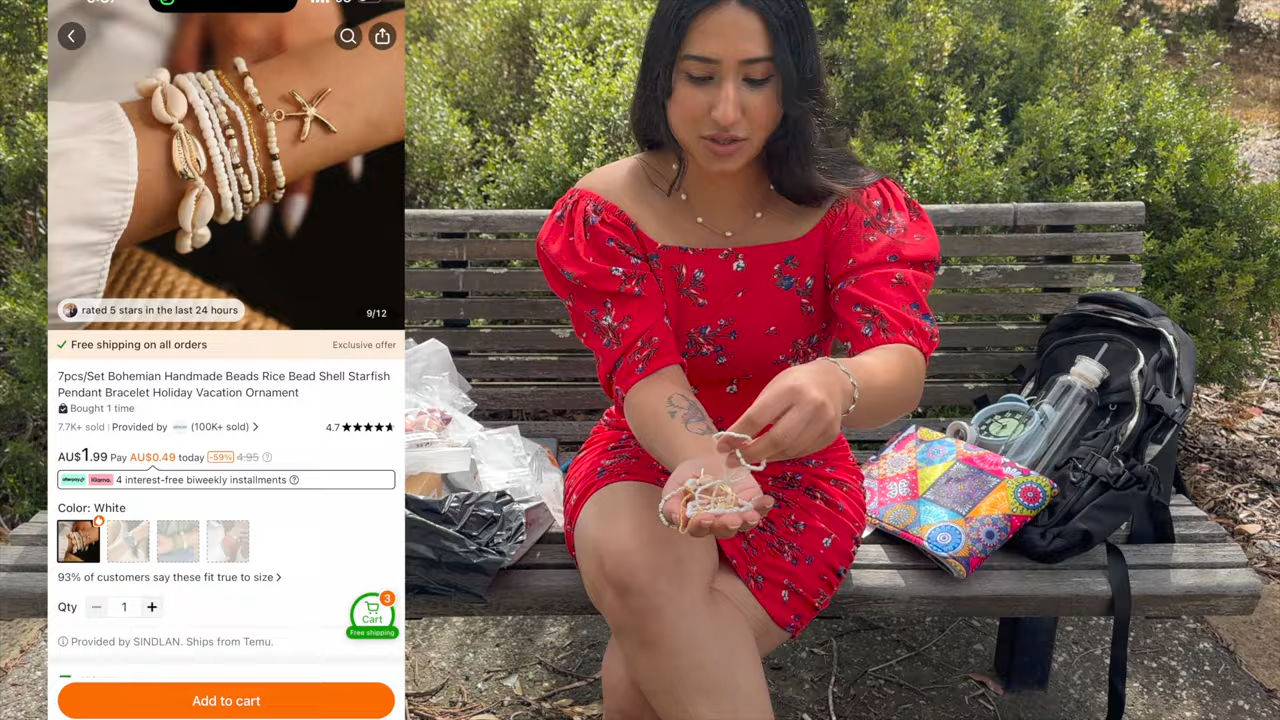 rated 5 stars in the last 24 hours
9/12
Free shipping on all orders
Exclusive offer
7pcs/Set Bohemian Handmade Beads Rice Bead Shell Starfish
Pendant Bracelet Holiday Vacation Ornament
Bought 1 time
7.7K+ sold | Provided by (100K+ sold) >
4.7
AU$1.99 Pay AU$0.49 today -59% 4.95
afterpay Klarna. 4 interest-free biweekly installments
Color: White
93% of customers say these fit true to size >
Qty − 1 +
3
Cart
Free shipping
Provided by SINDLAN. Ships from Temu.
Add to cart